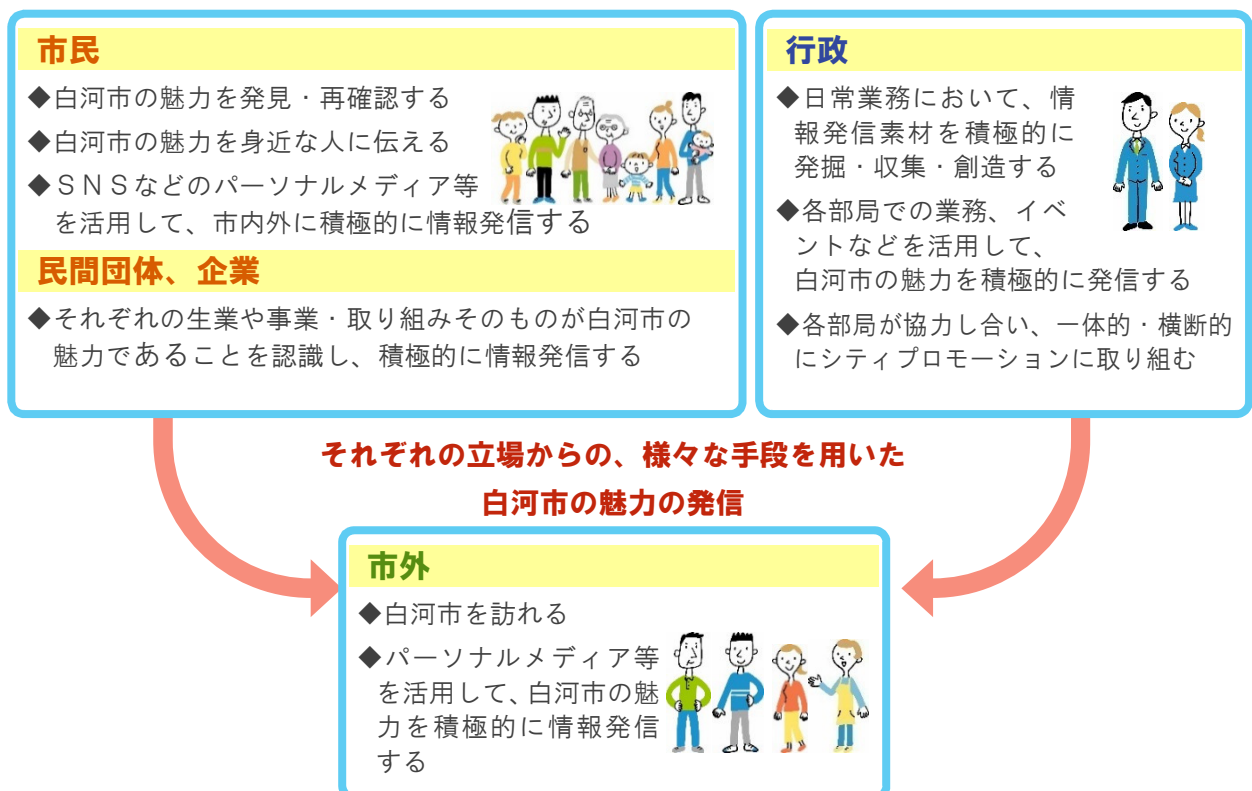 市民
◆白河市の魅力を発見・再確認する
◆白河市の魅力を身近な人に伝える
◆ＳＮＳなどのパーソナルメディア等
を活用して、市内外に積極的に情報発信する
民間団体、企業
◆それぞれの生業や事業・取り組みそのものが白河市の
魅力であることを認識し、積極的に情報発信する
行政
◆日常業務において、情
報発信素材を積極的に
発掘・収集・創造する
◆各部局での業務、イベ
ントなどを活用して、
白河市の魅力を積極的に発信する
◆各部局が協力し合い、一体的・横断的
にシティプロモーションに取り組む
それぞれの立場からの、様々な手段を用いた
白河市の魅力の発信
市外
◆白河市を訪れる
◆パーソナルメディア等
を活用して、白河市の魅
力を積極的に情報発信
する